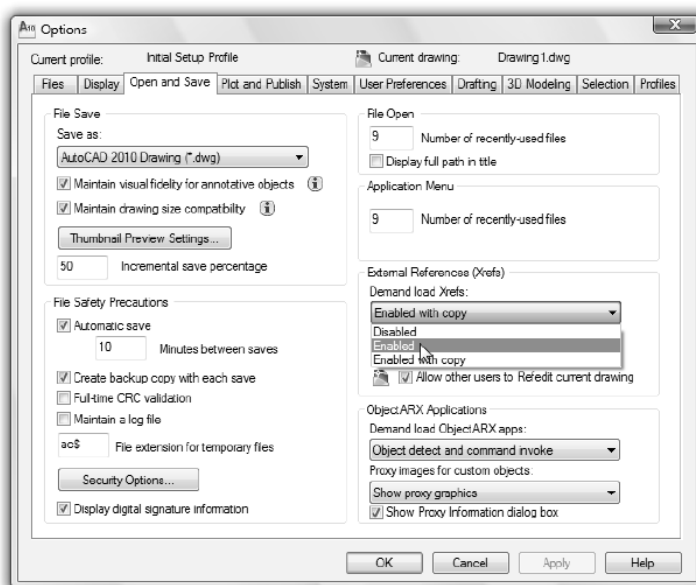 A10 Options
X
Current profile: Initial Setup Profile Current drawing: Drawing1.dwg
Files Display Open and Save Plot and Publish System User Preferences Drafting 3D Modeling Selection Profiles
File Save
Save as:
AutoCAD 2010 Drawing (*.dwg)
Maintain visual fidelity for annotative objects i
Maintain drawing size compatibility i
Thumbnail Preview Settings...
50 Incremental save percentage
File Safety Precautions
Automatic save
10 Minutes between saves
Create backup copy with each save
Full-time CRC validation
Maintain a log file
ac$ File extension for temporary files
Security Options...
Display digital signature information
File Open
9 Number of recently-used files
Display full path in title
Application Menu
9 Number of recently-used files
External References (Xrefs)
Demand load Xrefs:
Enabled with copy
Disabled
Enabled
Enabled with copy
Allow other users to Refedit current drawing
ObjectARX Applications
Demand load ObjectARX apps:
Object detect and command invoke
Proxy images for custom objects:
Show proxy graphics
Show Proxy Information dialog box
OK Cancel Apply Help